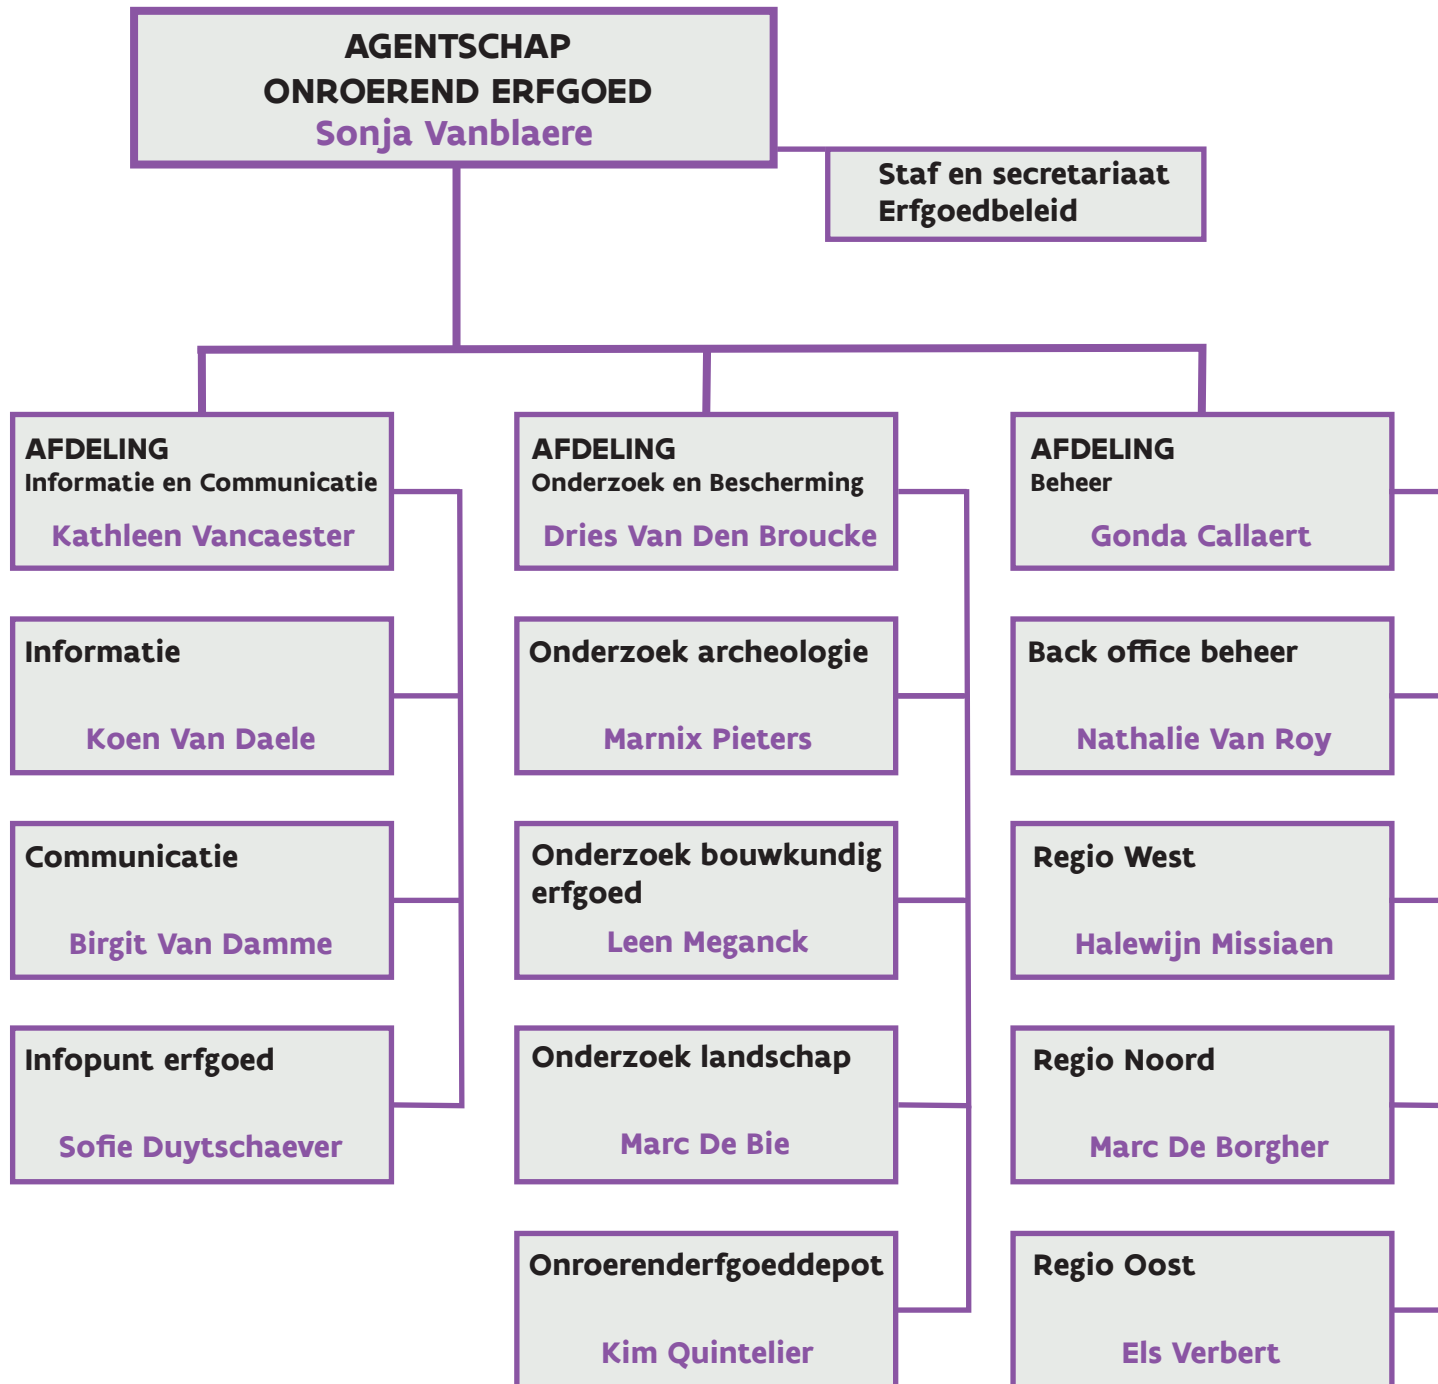 AGENTSCHAP
ONROEREND ERFGOED
Sonja Vanblaere
Staf en secretariaat
Erfgoedbeleid
AFDELING
Informatie en Communicatie
Kathleen Vancaester
Informatie
Koen Van Daele
Communicatie
Birgit Van Damme
Infopunt erfgoed
Sofie Duytschaever
AFDELING
Onderzoek en Bescherming
Dries Van Den Broucke
Onderzoek archeologie
Marnix Pieters
Onderzoek bouwkundig
erfgoed
Leen Meganck
Onderzoek landschap
Marc De Bie
Onroerenderfgoeddepot
Kim Quintelier
AFDELING
Beheer
Gonda Callaert
Back office beheer
Nathalie Van Roy
Regio West
Halewijn Missiaen
Regio Noord
Marc De Borgher
Regio Oost
Els Verbert